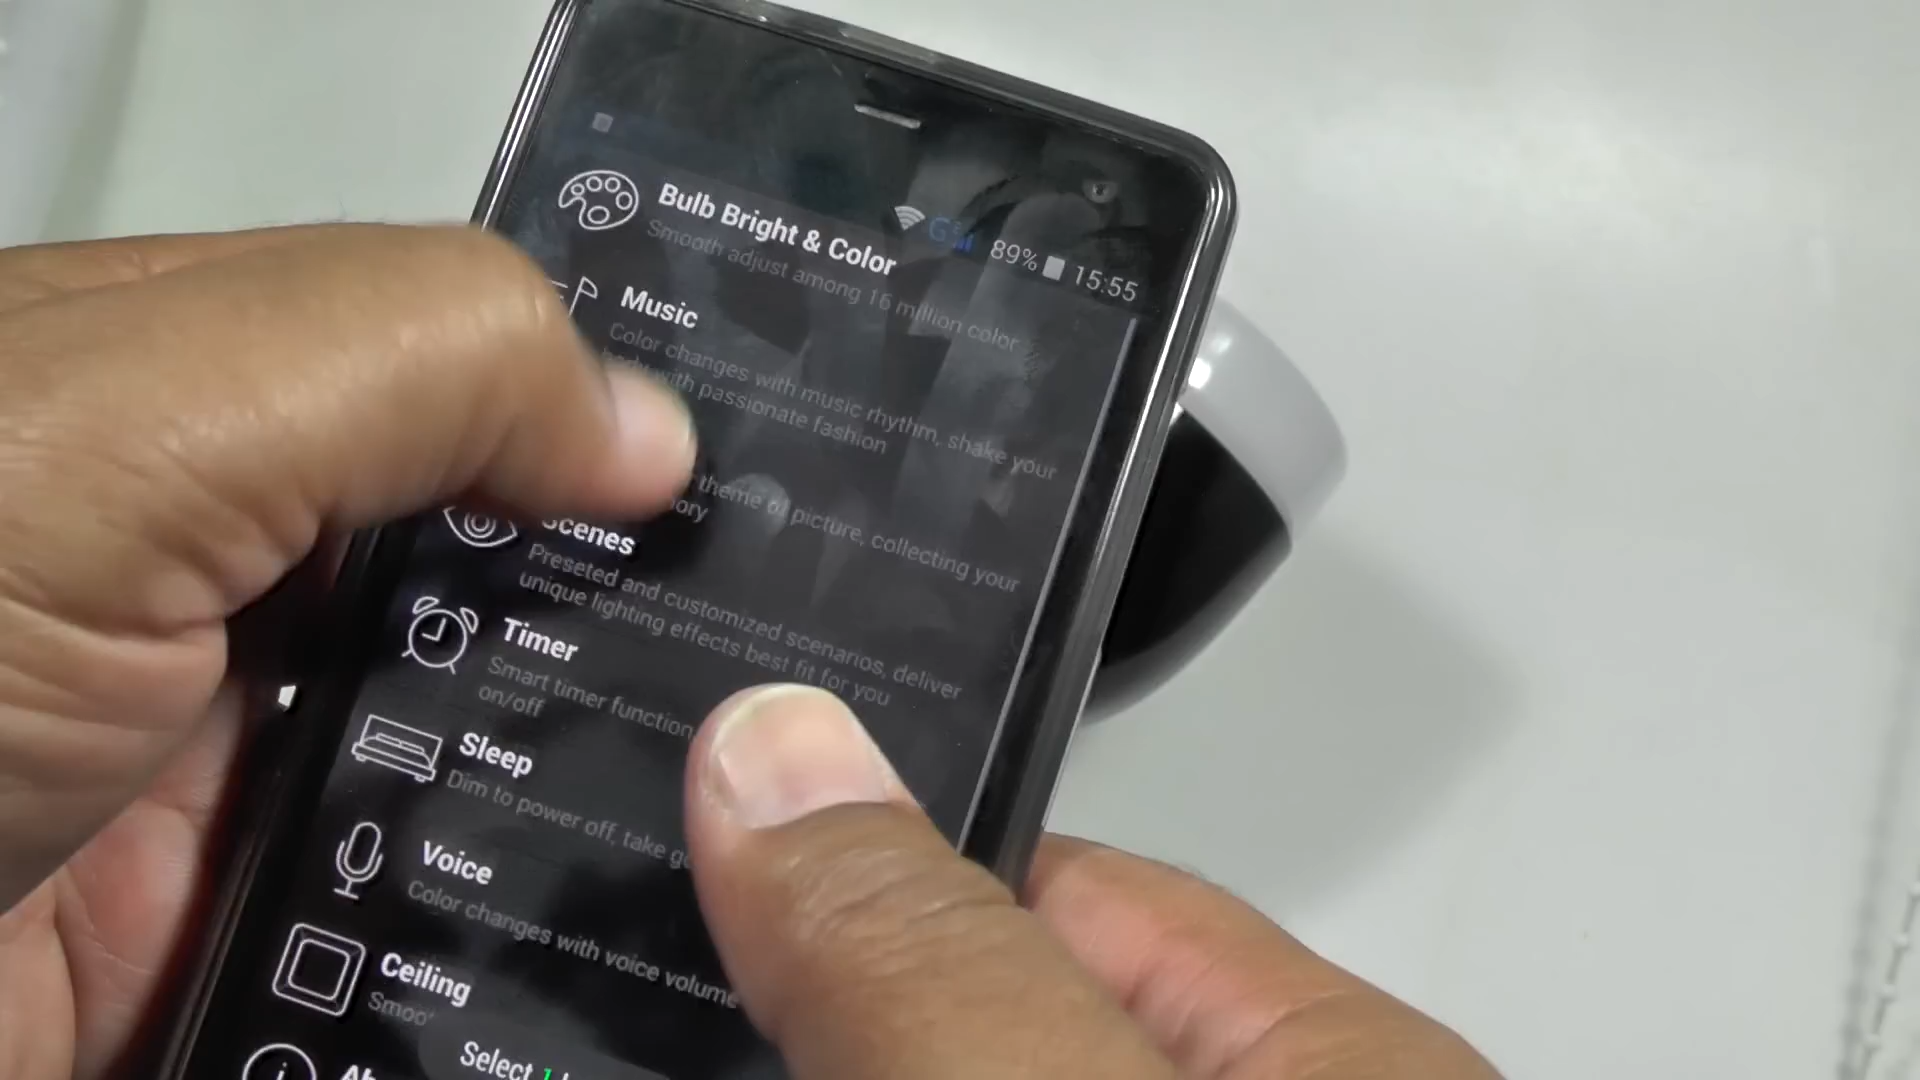 G 89% 15:55
Bulb Bright & Color
Smooth adjust among 16 million color
Music
Color changes with music rhythm, shake your
body with passionate fashion
theme of picture, collecting your
Scenes
Preseted and customized scenarios, deliver
unique lighting effects best fit for you
Timer
Smart timer function,
on/off
Sleep
Dim to power off, take
Voice
Color changes with voice volume
Ceiling
Select 1